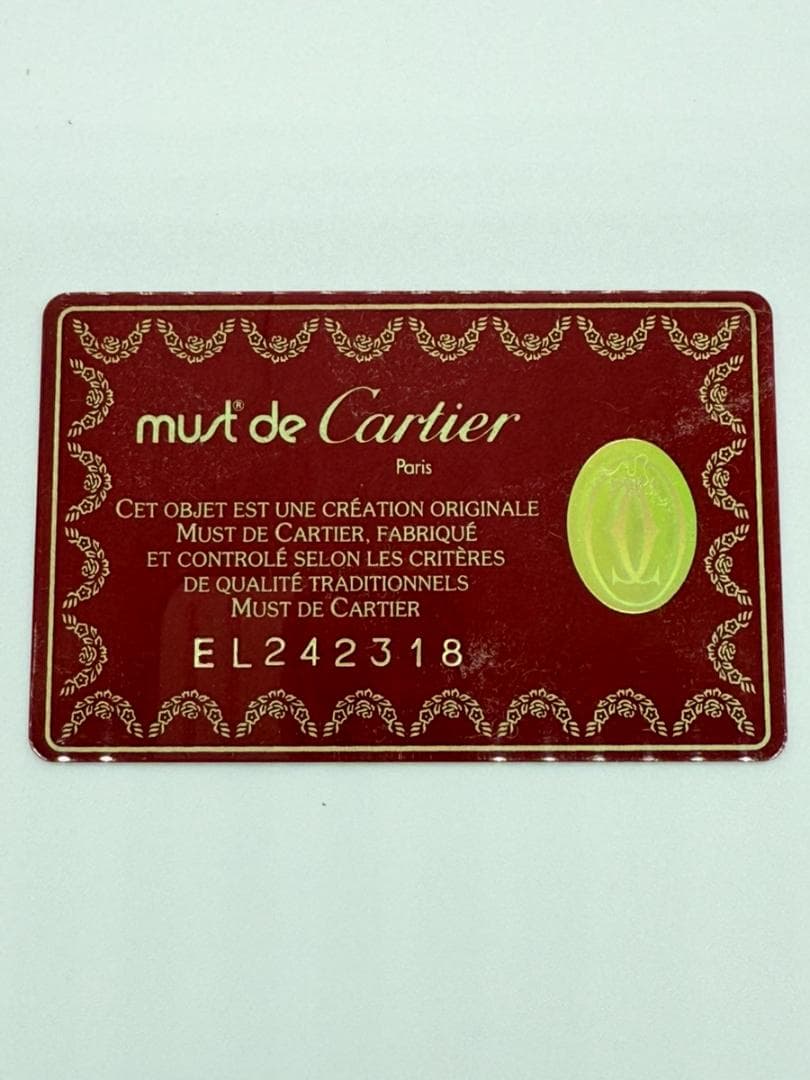 must® de Cartier
Paris
CET OBJET EST UNE CRÉATION ORIGINALE
MUST DE CARTIER, FABRIQUÉ
ET CONTROLÉ SELON LES CRITÈRES
DE QUALITÉ TRADITIONNELS
MUST DE CARTIER
EL242318